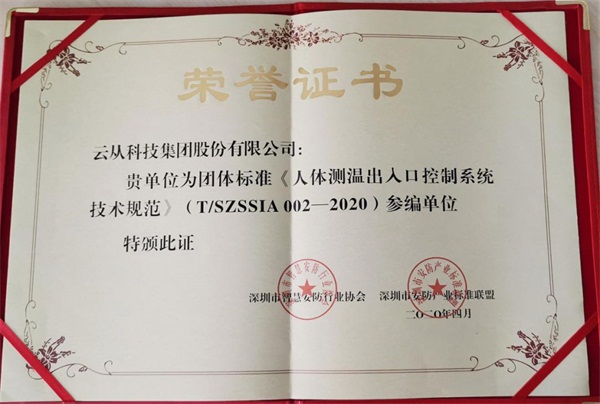 荣誉证书
云从科技集团股份有限公司:
贵单位为团体标准《人体测温出入口控制系统
技术规范》（T/SZSSIA 002—2020）参编单位
特颁此证
深圳市智慧安防行业协会 深圳市安防产业标准联盟
二〇二〇年四月